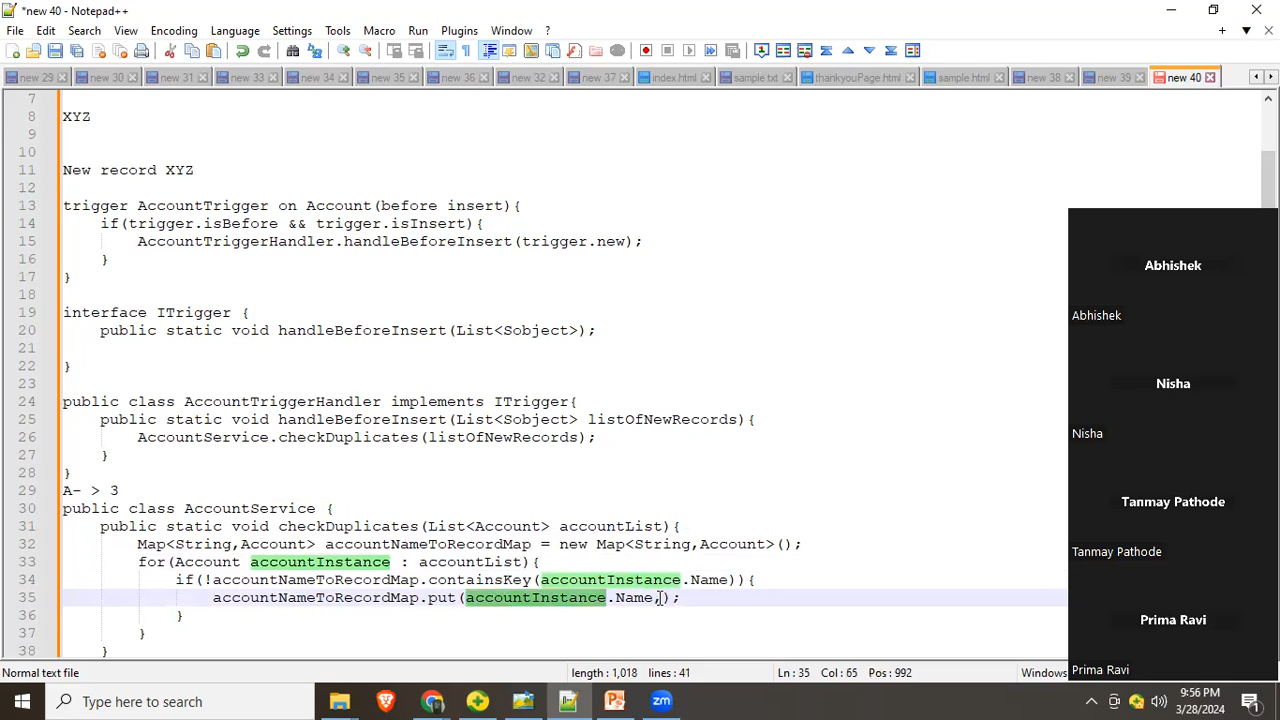 *new 40 - Notepad++
File Edit Search View Encoding Language Settings Tools Macro Run Plugins Window ?
new 29 new 30 new 31 new 33 new 34 new 35 new 36 new 32 new 37 index.html sample.txt thankyouPage.html sample.html new 38 new 39 new 40
7
8 XYZ
9
10
11 New record XYZ
12
13 trigger AccountTrigger on Account(before insert){
14 if(trigger.isBefore && trigger.isInsert){
15 AccountTriggerHandler.handleBeforeInsert(trigger.new);
16 }
17 }
18
19 interface ITrigger {
20 public static void handleBeforeInsert(List<Sobject>);
21
22 }
23
24 public class AccountTriggerHandler implements ITrigger{
25 public static void handleBeforeInsert(List<Sobject> listOfNewRecords){
26 AccountService.checkDuplicates(listOfNewRecords);
27 }
28 }
29 A- > 3
30 public class AccountService {
31 public static void checkDuplicates(List<Account> accountList){
32 Map<String,Account> accountNameToRecordMap = new Map<String,Account>();
33 for(Account accountInstance : accountList){
34 if(!accountNameToRecordMap.containsKey(accountInstance.Name)){
35 accountNameToRecordMap.put(accountInstance.Name,);
36 }
37 }
38 }
Abhishek
Abhishek
Nisha
Nisha
Tanmay Pathode
Tanmay Pathode
Prima Ravi
Prima Ravi
Normal text file length : 1,018 lines : 41 Ln : 35 Col : 65 Pos : 992 Windows
Type here to search
9:56 PM
3/28/2024